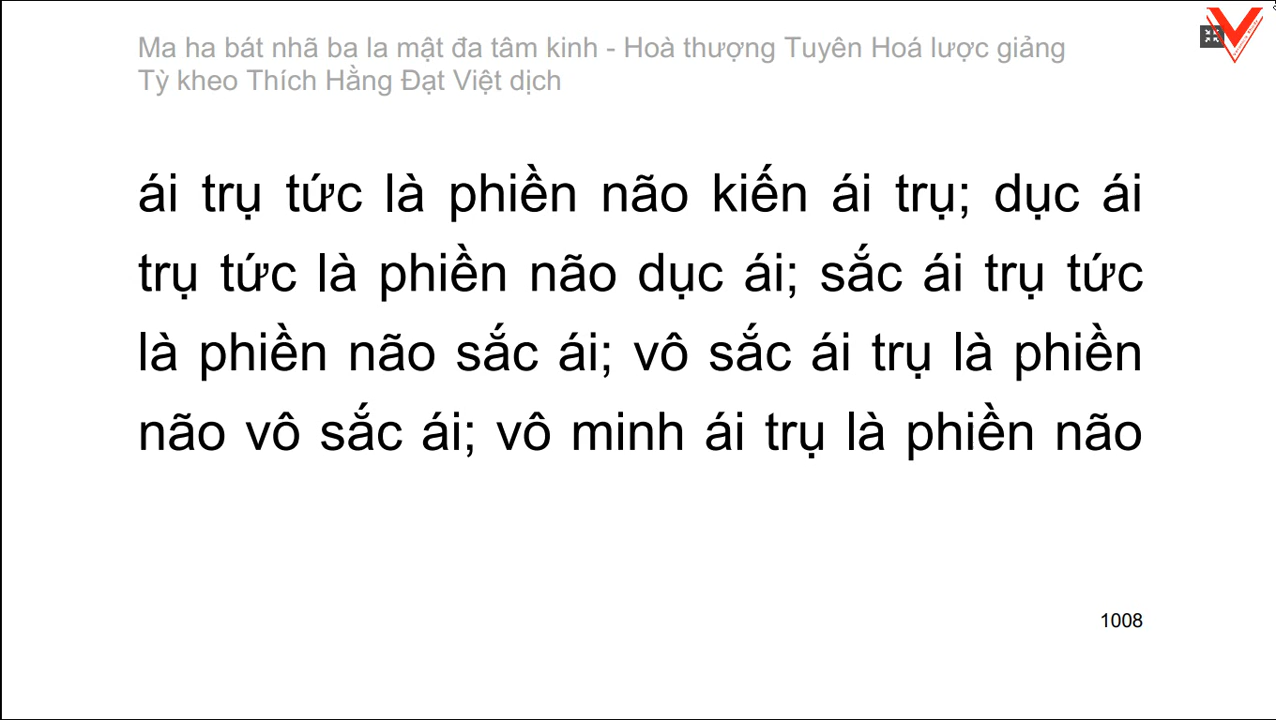 Ma ha bát nhã ba la mật đa tâm kinh - Hoà thượng Tuyên Hoá lược giảng
Tỳ kheo Thích Hằng Đạt Việt dịch
ái trụ tức là phiền não kiến ái trụ; dục ái
trụ tức là phiền não dục ái; sắc ái trụ tức
là phiền não sắc ái; vô sắc ái trụ là phiền
não vô sắc ái; vô minh ái trụ là phiền não
1008